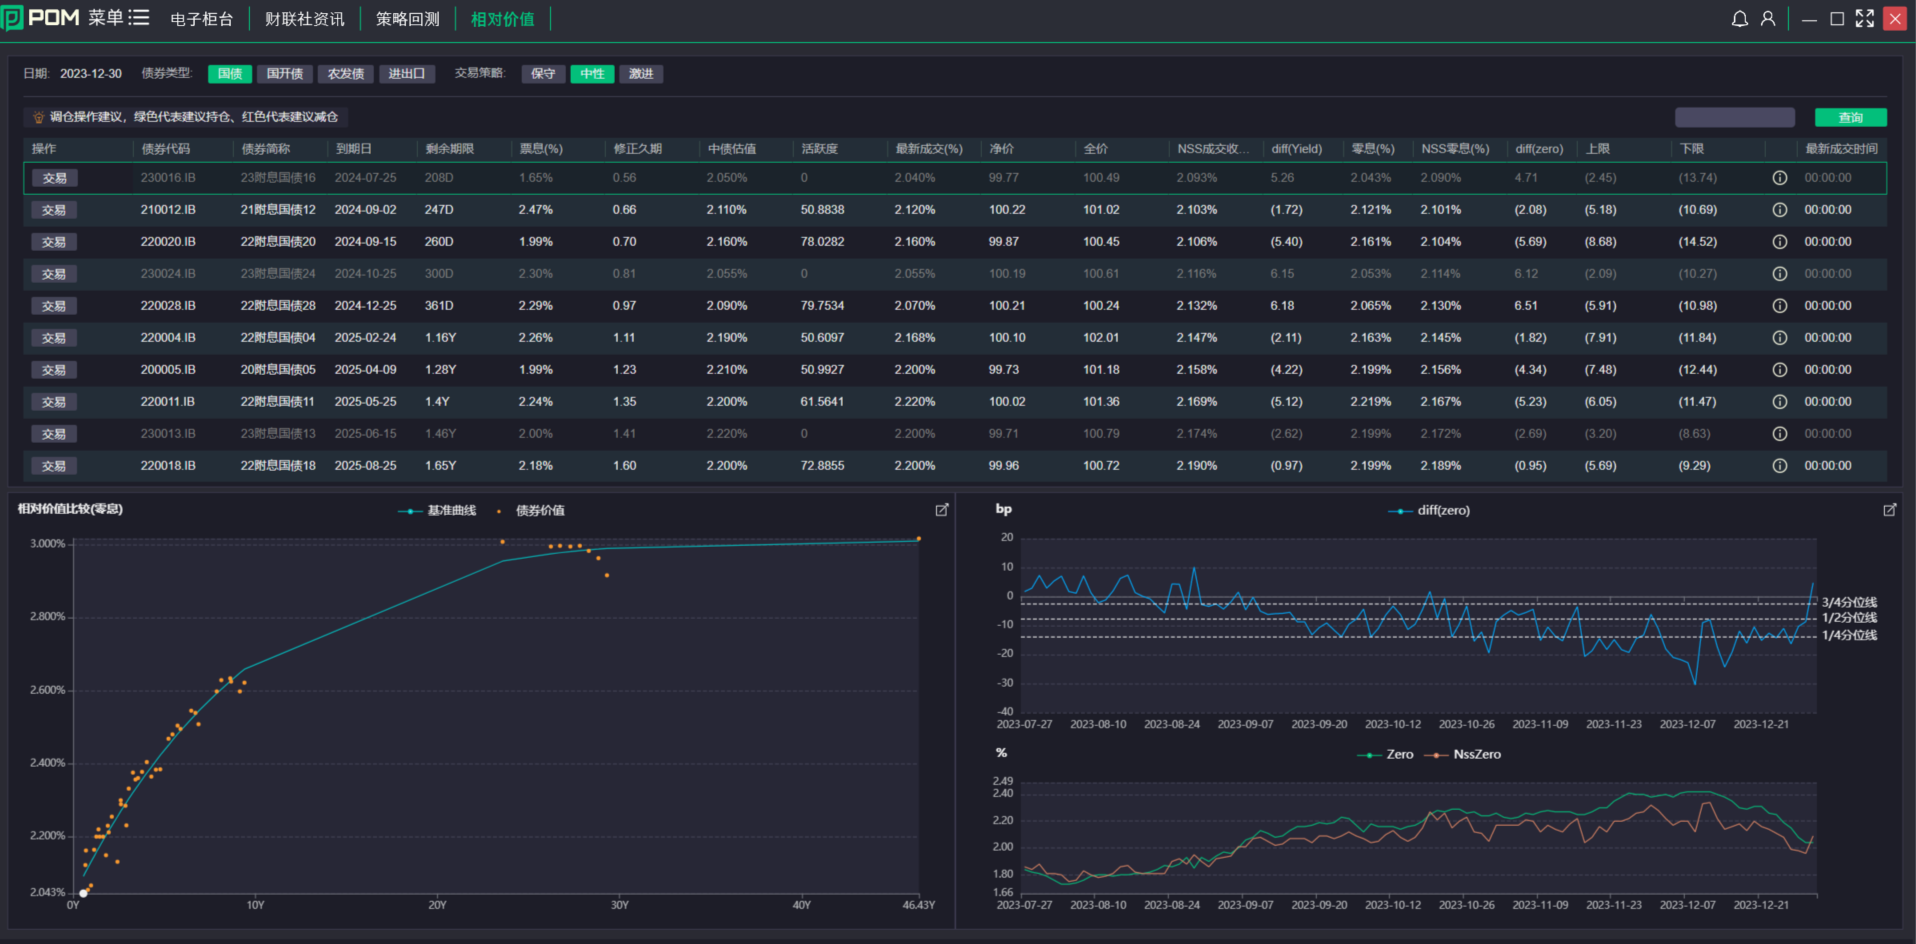 POM 菜单 电子柜台 财联社资讯 策略回测 相对价值
日期: 2023-12-30 债券类型: 国债 国开债 农发债 进出口 交易策略: 保守 中性 激进
调仓操作建议，绿色代表建议持仓、红色代表建议减仓 查询
操作 债券代码 债券简称 到期日 剩余期限 票息(%) 修正久期 中债估值 活跃度 最新成交(%) 净价 全价 NSS成交收... diff(Yield) 零息(%) NSS零息(%) diff(zero) 上限 下限 最新成交时间
交易 230016.IB 23附息国债16 2024-07-25 208D 1.65% 0.56 2.050% 0 2.040% 99.77 100.49 2.093% 5.26 2.043% 2.090% 4.71 (2.45) (13.74) 00:00:00
交易 210012.IB 21附息国债12 2024-09-02 247D 2.47% 0.66 2.110% 50.8838 2.120% 100.22 101.02 2.103% (1.72) 2.121% 2.101% (2.08) (5.18) (10.69) 00:00:00
交易 220020.IB 22附息国债20 2024-09-15 260D 1.99% 0.70 2.160% 78.0282 2.160% 99.87 100.45 2.106% (5.40) 2.161% 2.104% (5.69) (8.68) (14.52) 00:00:00
交易 230024.IB 23附息国债24 2024-10-25 300D 2.30% 0.81 2.055% 0 2.055% 100.19 100.61 2.116% 6.15 2.053% 2.114% 6.12 (2.09) (10.27) 00:00:00
交易 220028.IB 22附息国债28 2024-12-25 361D 2.29% 0.97 2.090% 79.7534 2.070% 100.21 100.24 2.132% 6.18 2.065% 2.130% 6.51 (5.91) (10.98) 00:00:00
交易 220004.IB 22附息国债04 2025-02-24 1.16Y 2.26% 1.11 2.190% 50.6097 2.168% 100.10 102.01 2.147% (2.11) 2.163% 2.145% (1.82) (7.91) (11.84) 00:00:00
交易 200005.IB 20附息国债05 2025-04-09 1.28Y 1.99% 1.23 2.210% 50.9927 2.200% 99.73 101.18 2.158% (4.22) 2.199% 2.156% (4.34) (7.48) (12.44) 00:00:00
交易 220011.IB 22附息国债11 2025-05-25 1.4Y 2.24% 1.35 2.200% 61.5641 2.220% 100.02 101.36 2.169% (5.12) 2.219% 2.167% (5.23) (6.05) (11.47) 00:00:00
交易 230013.IB 23附息国债13 2025-06-15 1.46Y 2.00% 1.41 2.220% 0 2.200% 99.71 100.79 2.174% (2.62) 2.199% 2.172% (2.69) (3.20) (8.63) 00:00:00
交易 220018.IB 22附息国债18 2025-08-25 1.65Y 2.18% 1.60 2.200% 72.8855 2.200% 99.96 100.72 2.190% (0.97) 2.199% 2.189% (0.95) (5.69) (9.29) 00:00:00
相对价值比较(零息) 基准曲线 债券价值
3.000%
2.800%
2.600%
2.400%
2.200%
2.043%
0Y 10Y 20Y 30Y 40Y 46.43Y
bp diff(zero)
20
10
0
-10
-20
-30
-40
3/4分位线
1/2分位线
1/4分位线
2023-07-27 2023-08-10 2023-08-24 2023-09-07 2023-09-20 2023-10-12 2023-10-26 2023-11-09 2023-11-23 2023-12-07 2023-12-21
% Zero NssZero
2.49
2.40
2.20
2.00
1.80
1.66
2023-07-27 2023-08-10 2023-08-24 2023-09-07 2023-09-20 2023-10-12 2023-10-26 2023-11-09 2023-11-23 2023-12-07 2023-12-21